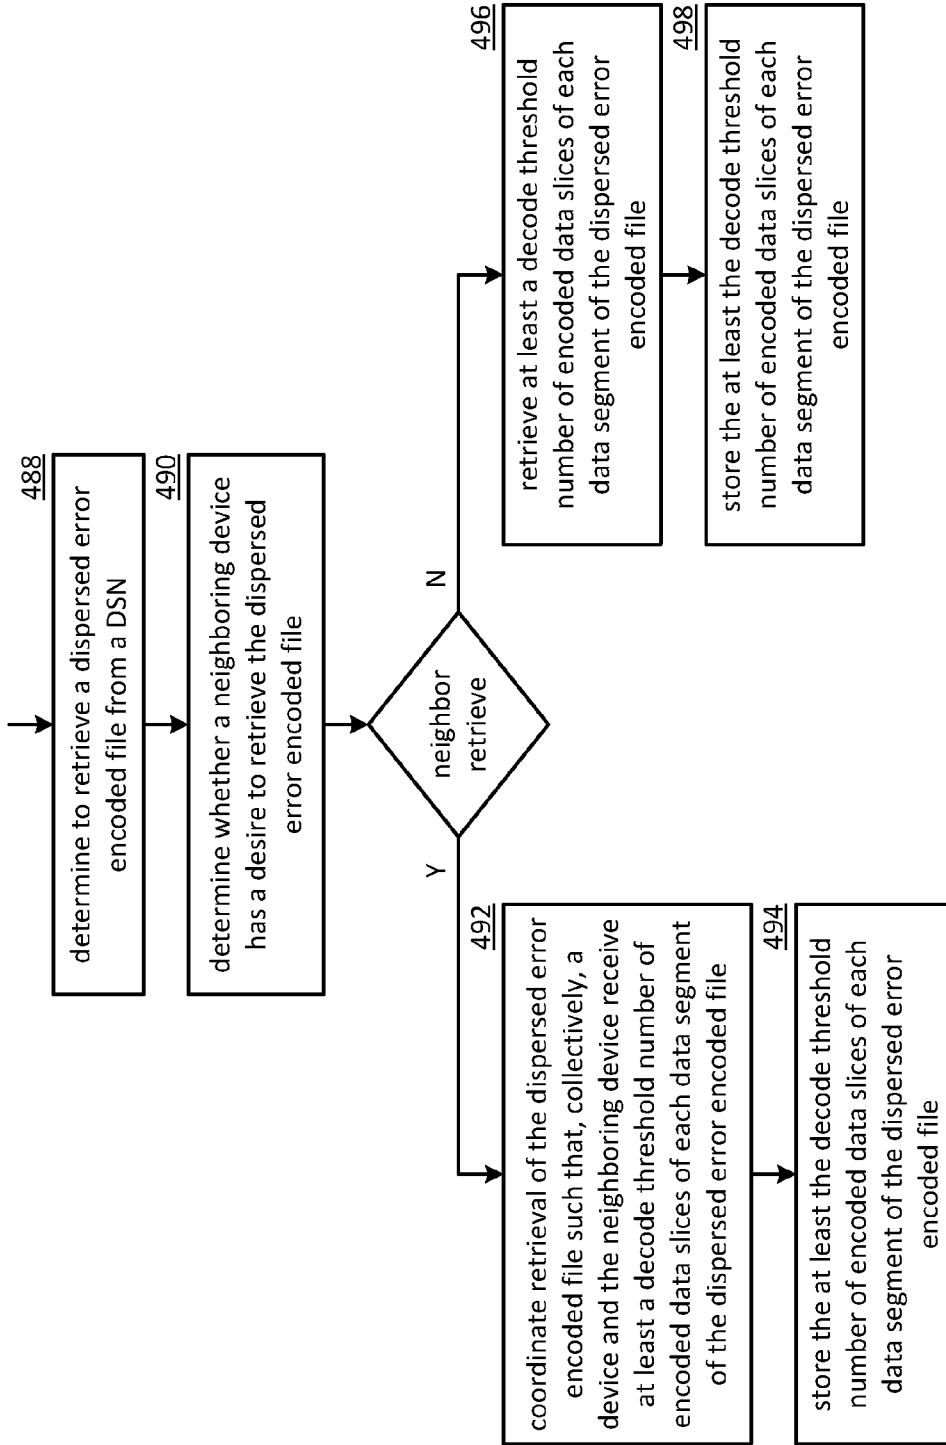 488
determine to retrieve a dispersed error
encoded file from a DSN
490
determine whether a neighboring device
has a desire to retrieve the dispersed
error encoded file
neighbor
retrieve
Y
N
492
coordinate retrieval of the dispersed error
encoded file such that, collectively, a
device and the neighboring device receive
at least a decode threshold number of
encoded data slices of each data segment
of the dispersed error encoded file
494
store the at least the decode threshold
number of encoded data slices of each
data segment of the dispersed error
encoded file
496
retrieve at least a decode threshold
number of encoded data slices of each
data segment of the dispersed error
encoded file
498
store the at least the decode threshold
number of encoded data slices of each
data segment of the dispersed error
encoded file